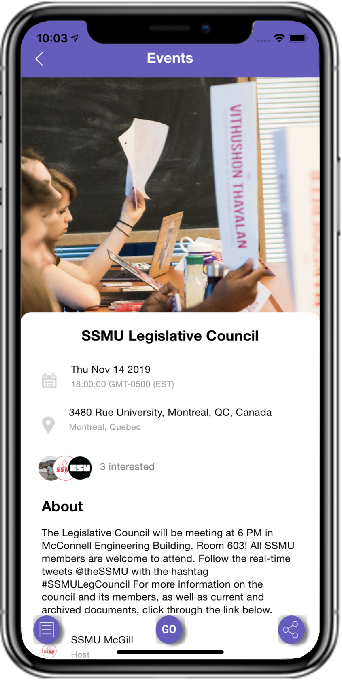 10:03
Events
VITHUSHON THAYALAN
SSMU Legislative Council
Thu Nov 14 2019
18:00:00 GMT-0500 (EST)
3480 Rue University, Montreal, QC, Canada
Montreal, Quebec
3 interested
About
The Legislative Council will be meeting at 6 PM in
McConnell Engineering Building, Room 603! All SSMU
members are welcome to attend. Follow the real-time
tweets @theSSMU with the hashtag
#SSMULegCouncil For more information on the
council and its members, as well as current and
archived documents, click through the link below.
GO
SSMU McGill
Host